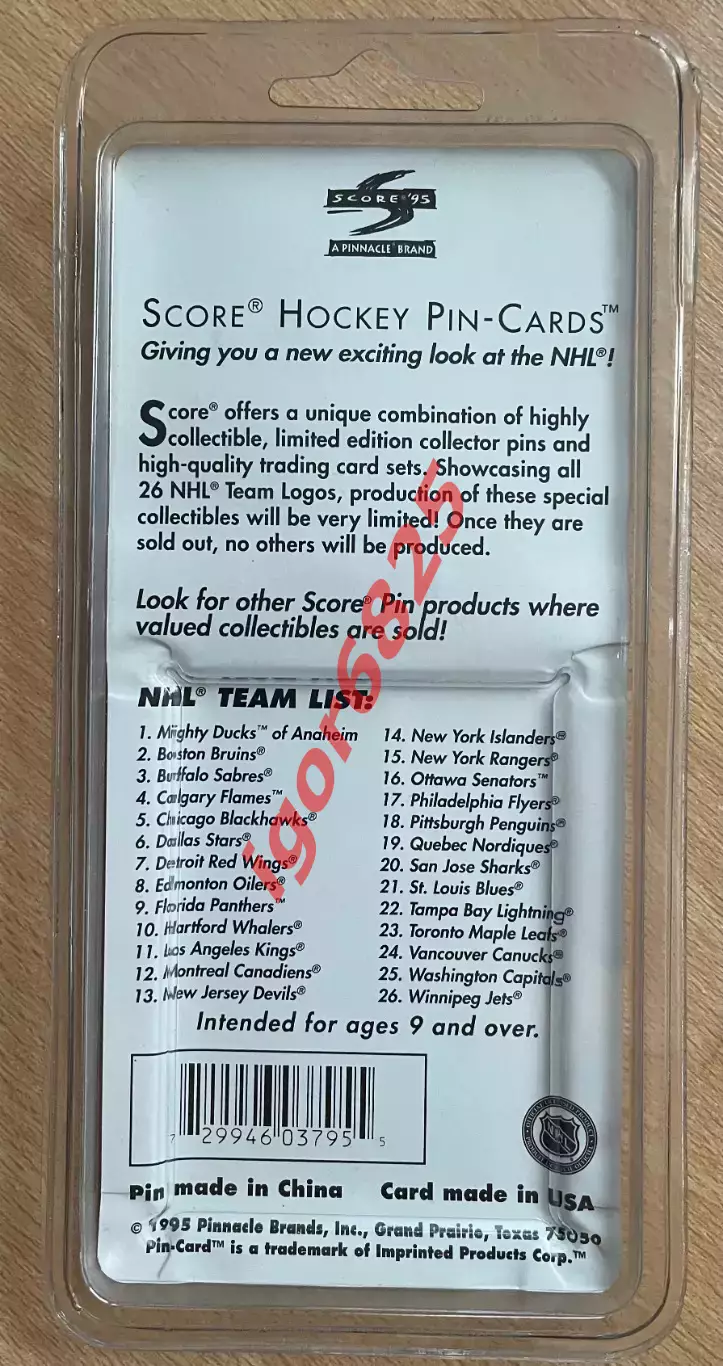 SCORE '95
A PINNACLE® BRAND
SCORE® HOCKEY PIN-CARDS™
Giving you a new exciting look at the NHL®!
Score® offers a unique combination of highly
collectible, limited edition collector pins and
high-quality trading card sets. Showcasing all
26 NHL® Team Logos, production of these special
collectibles will be very limited! Once they are
sold out, no others will be produced.
Look for other Score® Pin products where
valued collectibles are sold!
NHL® TEAM LIST:
1. Mighty Ducks™ of Anaheim
2. Boston Bruins®
3. Buffalo Sabres®
4. Calgary Flames™
5. Chicago Blackhawks®
6. Dallas Stars®
7. Detroit Red Wings®
8. Edmonton Oilers®
9. Florida Panthers™
10. Hartford Whalers®
11. Los Angeles Kings®
12. Montreal Canadiens®
13. New Jersey Devils®
14. New York Islanders®
15. New York Rangers®
16. Ottawa Senators™
17. Philadelphia Flyers®
18. Pittsburgh Penguins®
19. Quebec Nordiques®
20. San Jose Sharks®
21. St. Louis Blues®
22. Tampa Bay Lightning®
23. Toronto Maple Leafs®
24. Vancouver Canucks®
25. Washington Capitals®
26. Winnipeg Jets®
Intended for ages 9 and over.
7 29946 03795 5
NHL
Pin made in China Card made in USA
© 1995 Pinnacle Brands, Inc., Grand Prairie, Texas 75050
Pin-Card™ is a trademark of Imprinted Products Corp.™
igor6825